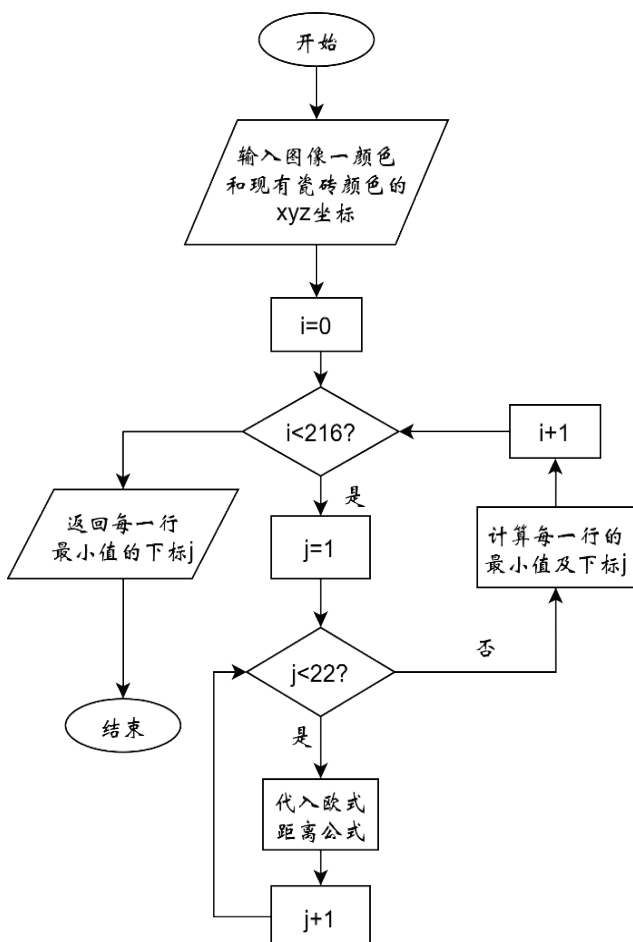 开始
输入图像一颜色
和现有瓷砖颜色的
xyz坐标
i=0
i<216?
i+1
是
返回每一行
最小值的下标j
j=1
计算每一行的
最小值及下标j
j<22?
否
结束
是
代入欧式
距离公式
j+1